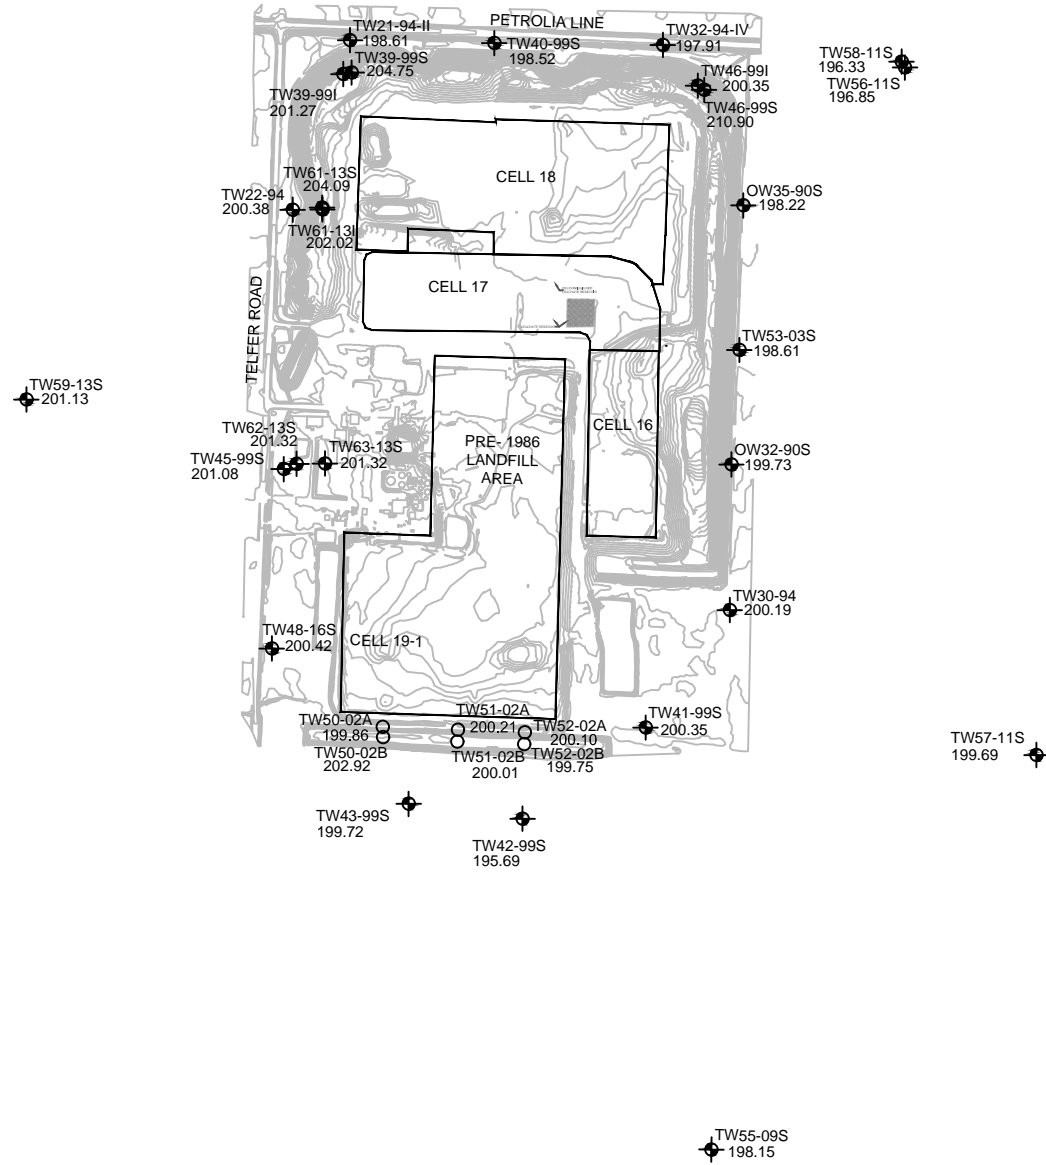 PETROLIA LINE
TW21-94-II
198.61
TW40-99S
198.52
TW32-94-IV
197.91
TW58-11S
196.33
TW56-11S
196.85
TW39-99S
204.75
TW39-99I
201.27
TW46-99I
200.35
TW46-99S
210.90
TW61-13S
204.09
CELL 18
TW22-94
200.38
OW35-90S
198.22
TW61-13I
202.02
CELL 17
TELFER ROAD
TW53-03S
198.61
TW59-13S
201.13
TW62-13S
201.32
CELL 16
TW63-13S
201.32
PRE- 1986
LANDFILL
AREA
TW45-99S
201.08
OW32-90S
199.73
TW30-94
200.19
TW48-16S
200.42
CELL 19-1
TW51-02A
200.21
TW50-02A
199.86
TW52-02A
200.10
TW41-99S
200.35
TW50-02B
202.92
TW51-02B
200.01
TW52-02B
199.75
TW57-11S
199.69
TW43-99S
199.72
TW42-99S
195.69
TW55-09S
198.15